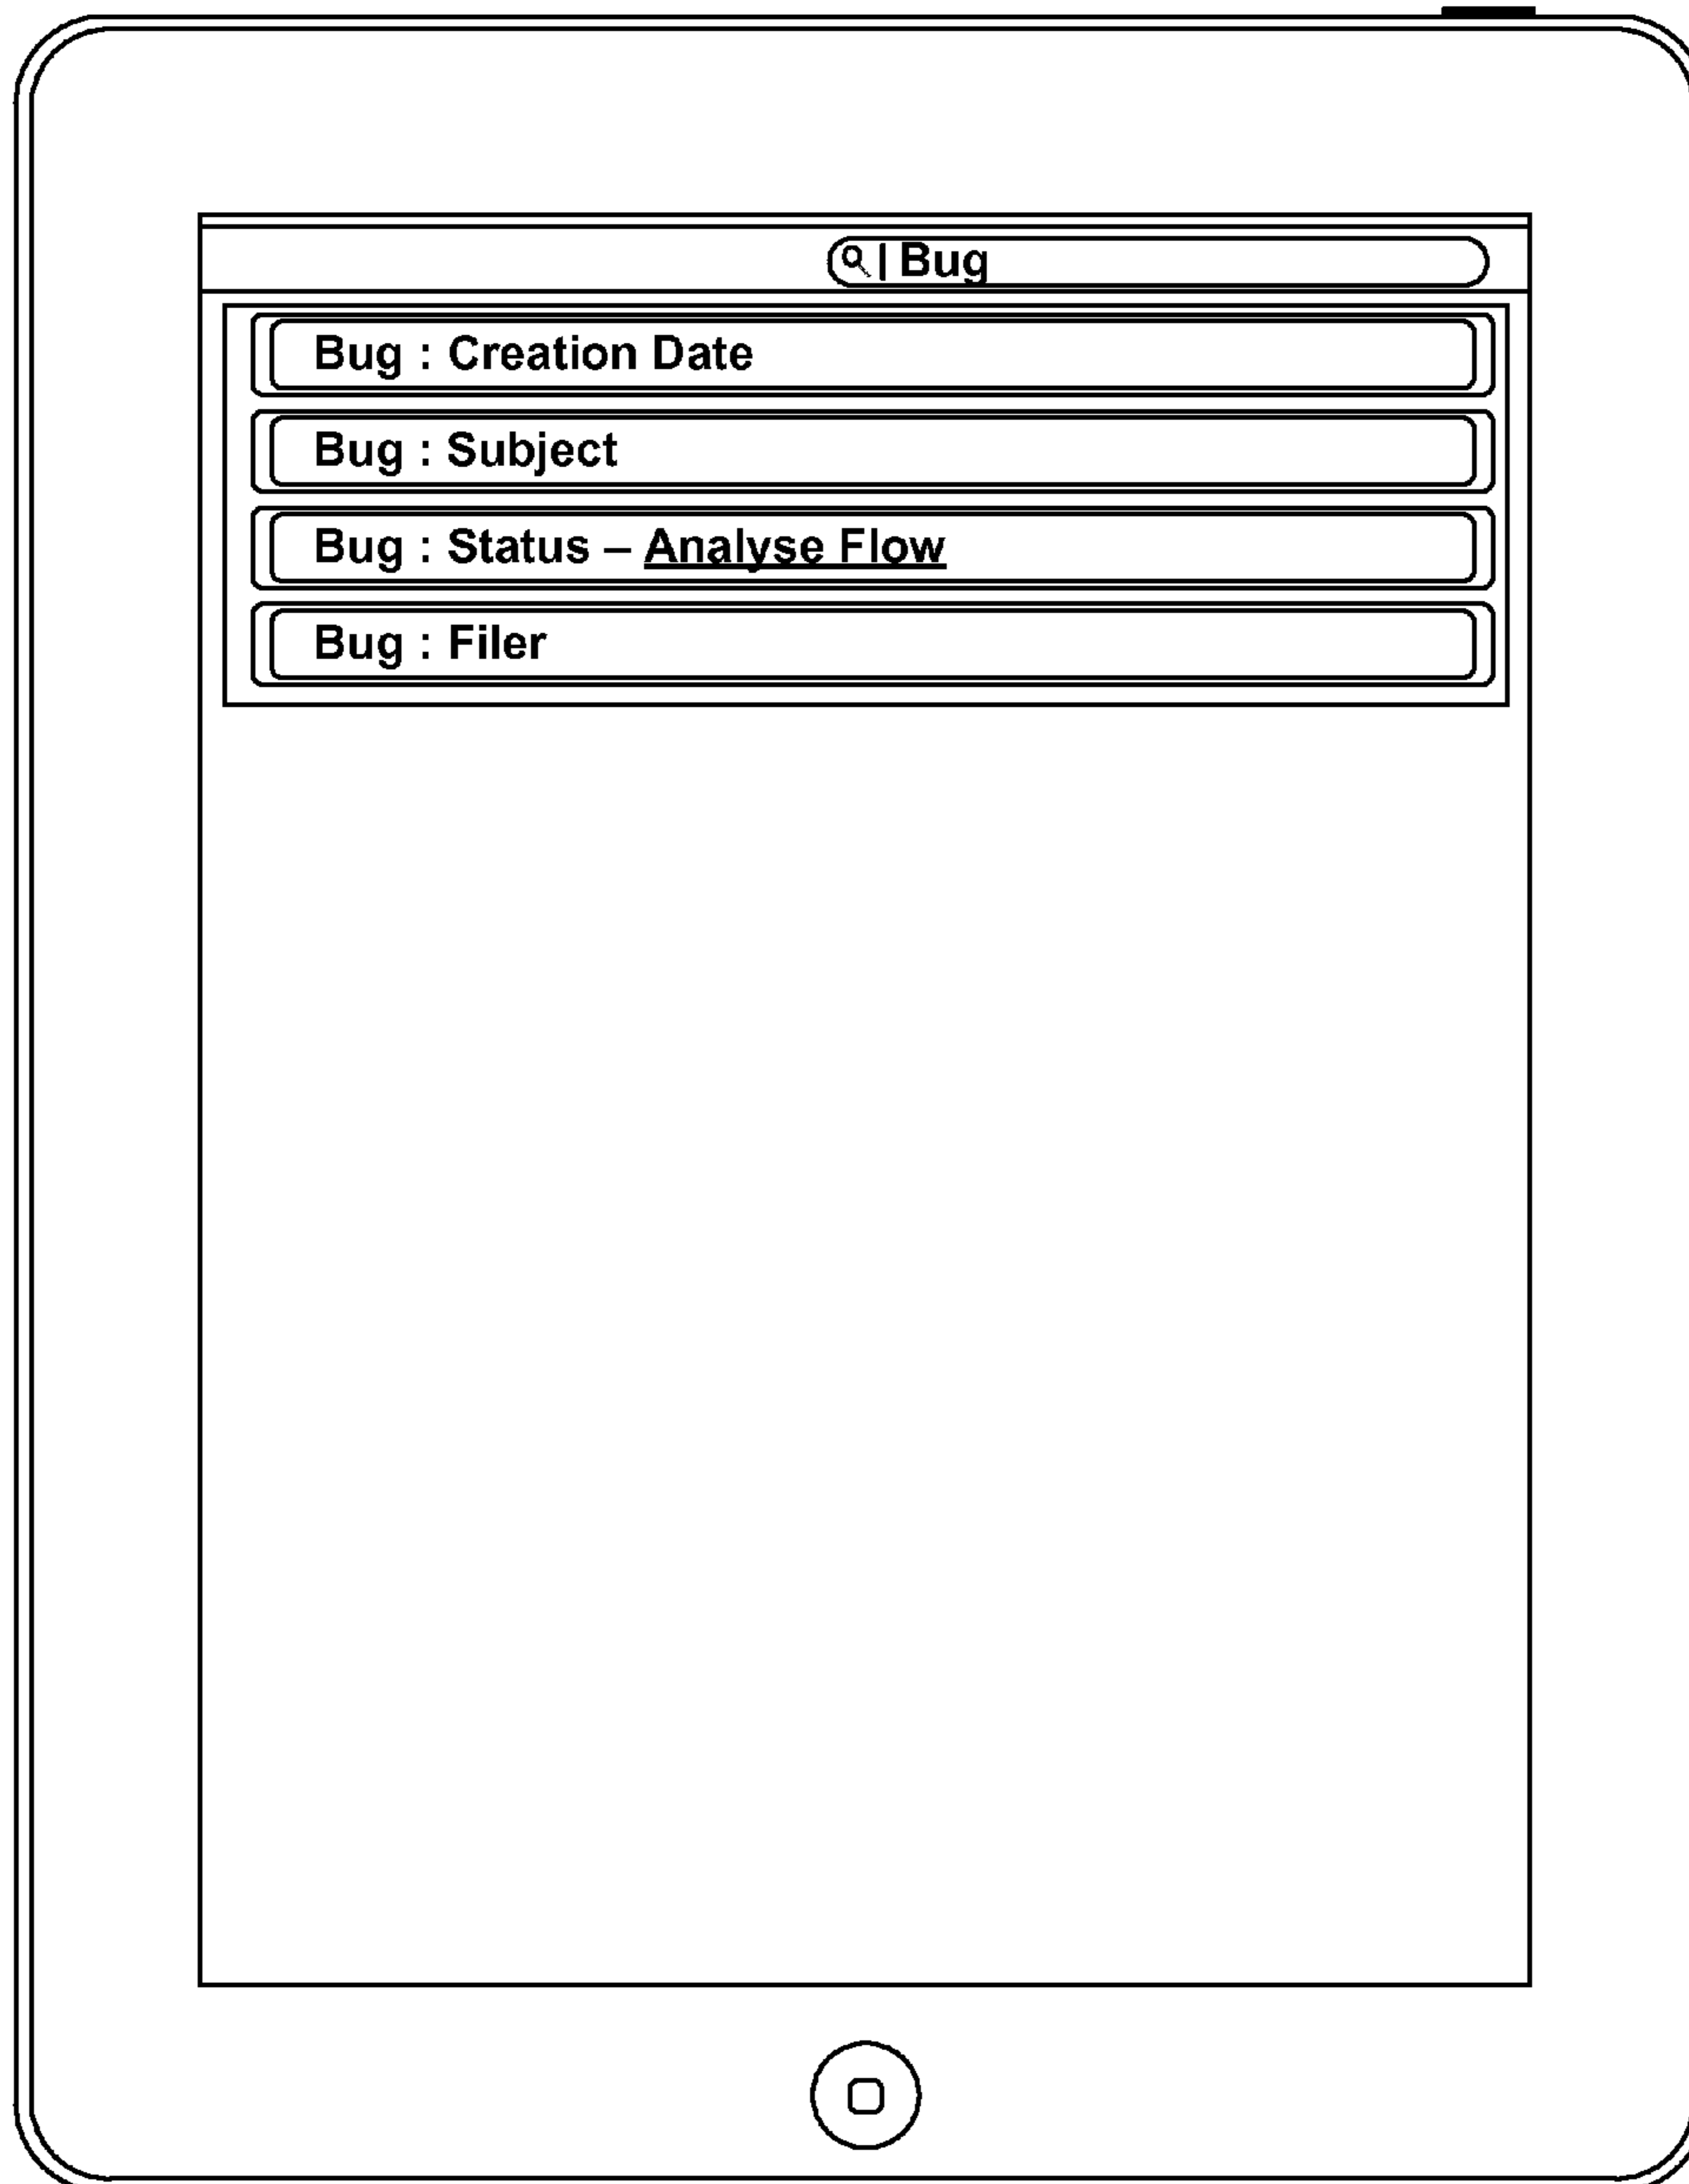 | Bug
Bug : Creation Date
Bug : Subject
Bug : Status – Analyse Flow
Bug : Filer